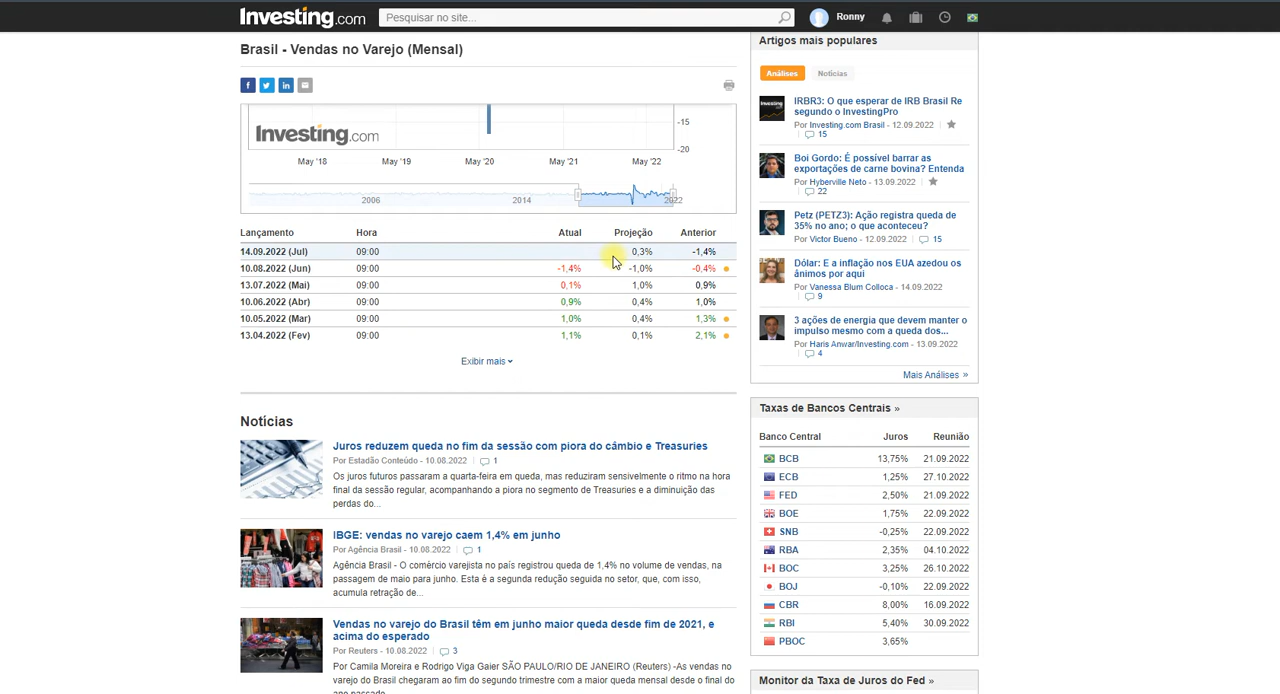 Investing.com
Pesquisar no site...
Ronny
Brasil - Vendas no Varejo (Mensal)
Investing.com
-15
-20
May '18
May '19
May '20
May '21
May '22
2006
2014
2022
Lançamento Hora Atual Projeção Anterior
14.09.2022 (Jul) 09:00 0,3% -1,4%
10.08.2022 (Jun) 09:00 -1,4% -1,0% -0,4%
13.07.2022 (Mai) 09:00 0,1% 1,0% 0,9%
10.06.2022 (Abr) 09:00 0,9% 0,4% 1,0%
10.05.2022 (Mar) 09:00 1,0% 0,4% 1,3%
13.04.2022 (Fev) 09:00 1,1% 0,1% 2,1%
Exibir mais
Notícias
Juros reduzem queda no fim da sessão com piora do câmbio e Treasuries
Por Estadão Conteúdo - 10.08.2022 1
Os juros futuros passaram a quarta-feira em queda, mas reduziram sensivelmente o ritmo na hora
final da sessão regular, acompanhando a piora no segmento de Treasuries e a diminuição das
perdas do...
IBGE: vendas no varejo caem 1,4% em junho
Por Agência Brasil - 10.08.2022 1
Agência Brasil - O comércio varejista no país registrou queda de 1,4% no volume de vendas, na
passagem de maio para junho. Esta é a segunda redução seguida no setor, que, com isso,
acumula retração de...
Vendas no varejo do Brasil têm em junho maior queda desde fim de 2021, e
acima do esperado
Por Reuters - 10.08.2022 3
Por Camila Moreira e Rodrigo Viga Gaier SÃO PAULO/RIO DE JANEIRO (Reuters) -As vendas no
varejo do Brasil chegaram ao fim do segundo trimestre com a maior queda mensal desde o final do
ano passado
Artigos mais populares
Análises
Notícias
IRBR3: O que esperar de IRB Brasil Re
segundo o InvestingPro
Por Investing.com Brasil - 12.09.2022
15
Boi Gordo: É possível barrar as
exportações de carne bovina? Entenda
Por Hyberville Neto - 13.09.2022
22
Petz (PETZ3): Ação registra queda de
35% no ano; o que aconteceu?
Por Victor Bueno - 12.09.2022 15
Dólar: E a inflação nos EUA azedou os
ânimos por aqui
Por Vanessa Blum Colloca - 14.09.2022
9
3 ações de energia que devem manter o
impulso mesmo com a queda dos...
Por Haris Anwar/Investing.com - 13.09.2022
4
Mais Análises »
Taxas de Bancos Centrais »
Banco Central Juros Reunião
BCB 13,75% 21.09.2022
ECB 1,25% 27.10.2022
FED 2,50% 21.09.2022
BOE 1,75% 22.09.2022
SNB -0,25% 22.09.2022
RBA 2,35% 04.10.2022
BOC 3,25% 26.10.2022
BOJ -0,10% 22.09.2022
CBR 8,00% 16.09.2022
RBI 5,40% 30.09.2022
PBOC 3,65%
Monitor da Taxa de Juros do Fed »